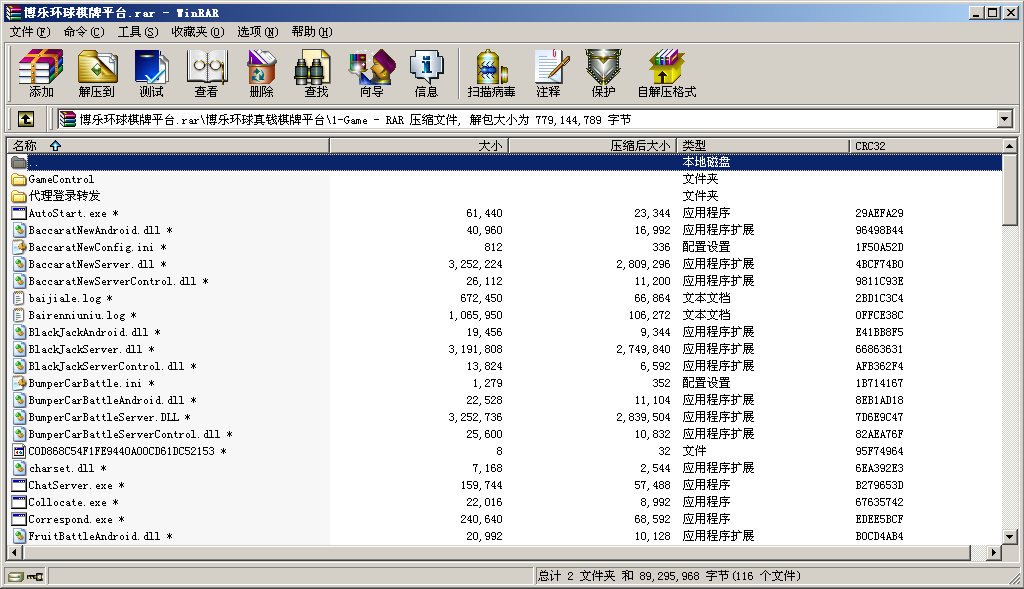 博乐环球棋牌平台.rar - WinRAR
文件(F) 命令(C) 工具(S) 收藏夹(O) 选项(N) 帮助(H)
添加 解压到 测试 查看 删除 查找 向导 信息 扫描病毒 注释 保护 自解压格式
博乐环球棋牌平台.rar\博乐环球真钱棋牌平台\1-Game - RAR 压缩文件, 解包大小为 779,144,789 字节
名称 大小 压缩后大小 类型 CRC32
.. 本地磁盘
GameControl 文件夹
代理登录转发 文件夹
AutoStart.exe * 61,440 23,344 应用程序 29AEFA29
BaccaratNewAndroid.dll * 40,960 16,992 应用程序扩展 96498B44
BaccaratNewConfig.ini * 812 336 配置设置 1F50A52D
BaccaratNewServer.dll * 3,252,224 2,809,296 应用程序扩展 4BCF74B0
BaccaratNewServerControl.dll * 26,112 11,200 应用程序扩展 9811C93E
baijiale.log * 672,450 66,864 文本文档 2BD1C3C4
Bairenniuniu.log * 1,065,950 106,272 文本文档 0FFCE38C
BlackJackAndroid.dll * 19,456 9,344 应用程序扩展 E41BB8F5
BlackJackServer.dll * 3,191,808 2,749,840 应用程序扩展 66863631
BlackJackServerControl.dll * 13,824 6,592 应用程序扩展 AFB362F4
BumperCarBattle.ini * 1,279 352 配置设置 1B714167
BumperCarBattleAndroid.dll * 22,528 11,104 应用程序扩展 8EB1AD18
BumperCarBattleServer.DLL * 3,252,736 2,839,504 应用程序扩展 7D6E9C47
BumperCarBattleServerControl.dll * 25,600 10,832 应用程序扩展 82AEA76F
C0D868C54F1FE9440A00CD61DC52153 * 8 32 文件 95F74964
charset.dll * 7,168 2,544 应用程序扩展 6EA392E3
ChatServer.exe * 159,744 57,488 应用程序 B279653D
Collocate.exe * 22,016 8,992 应用程序 67635742
Correspond.exe * 240,640 68,592 应用程序 EDEE5BCF
FruitBattleAndroid.dll * 20,992 10,128 应用程序扩展 B0CD4AB4
总计 2 文件夹 和 89,295,968 字节(116 个文件)